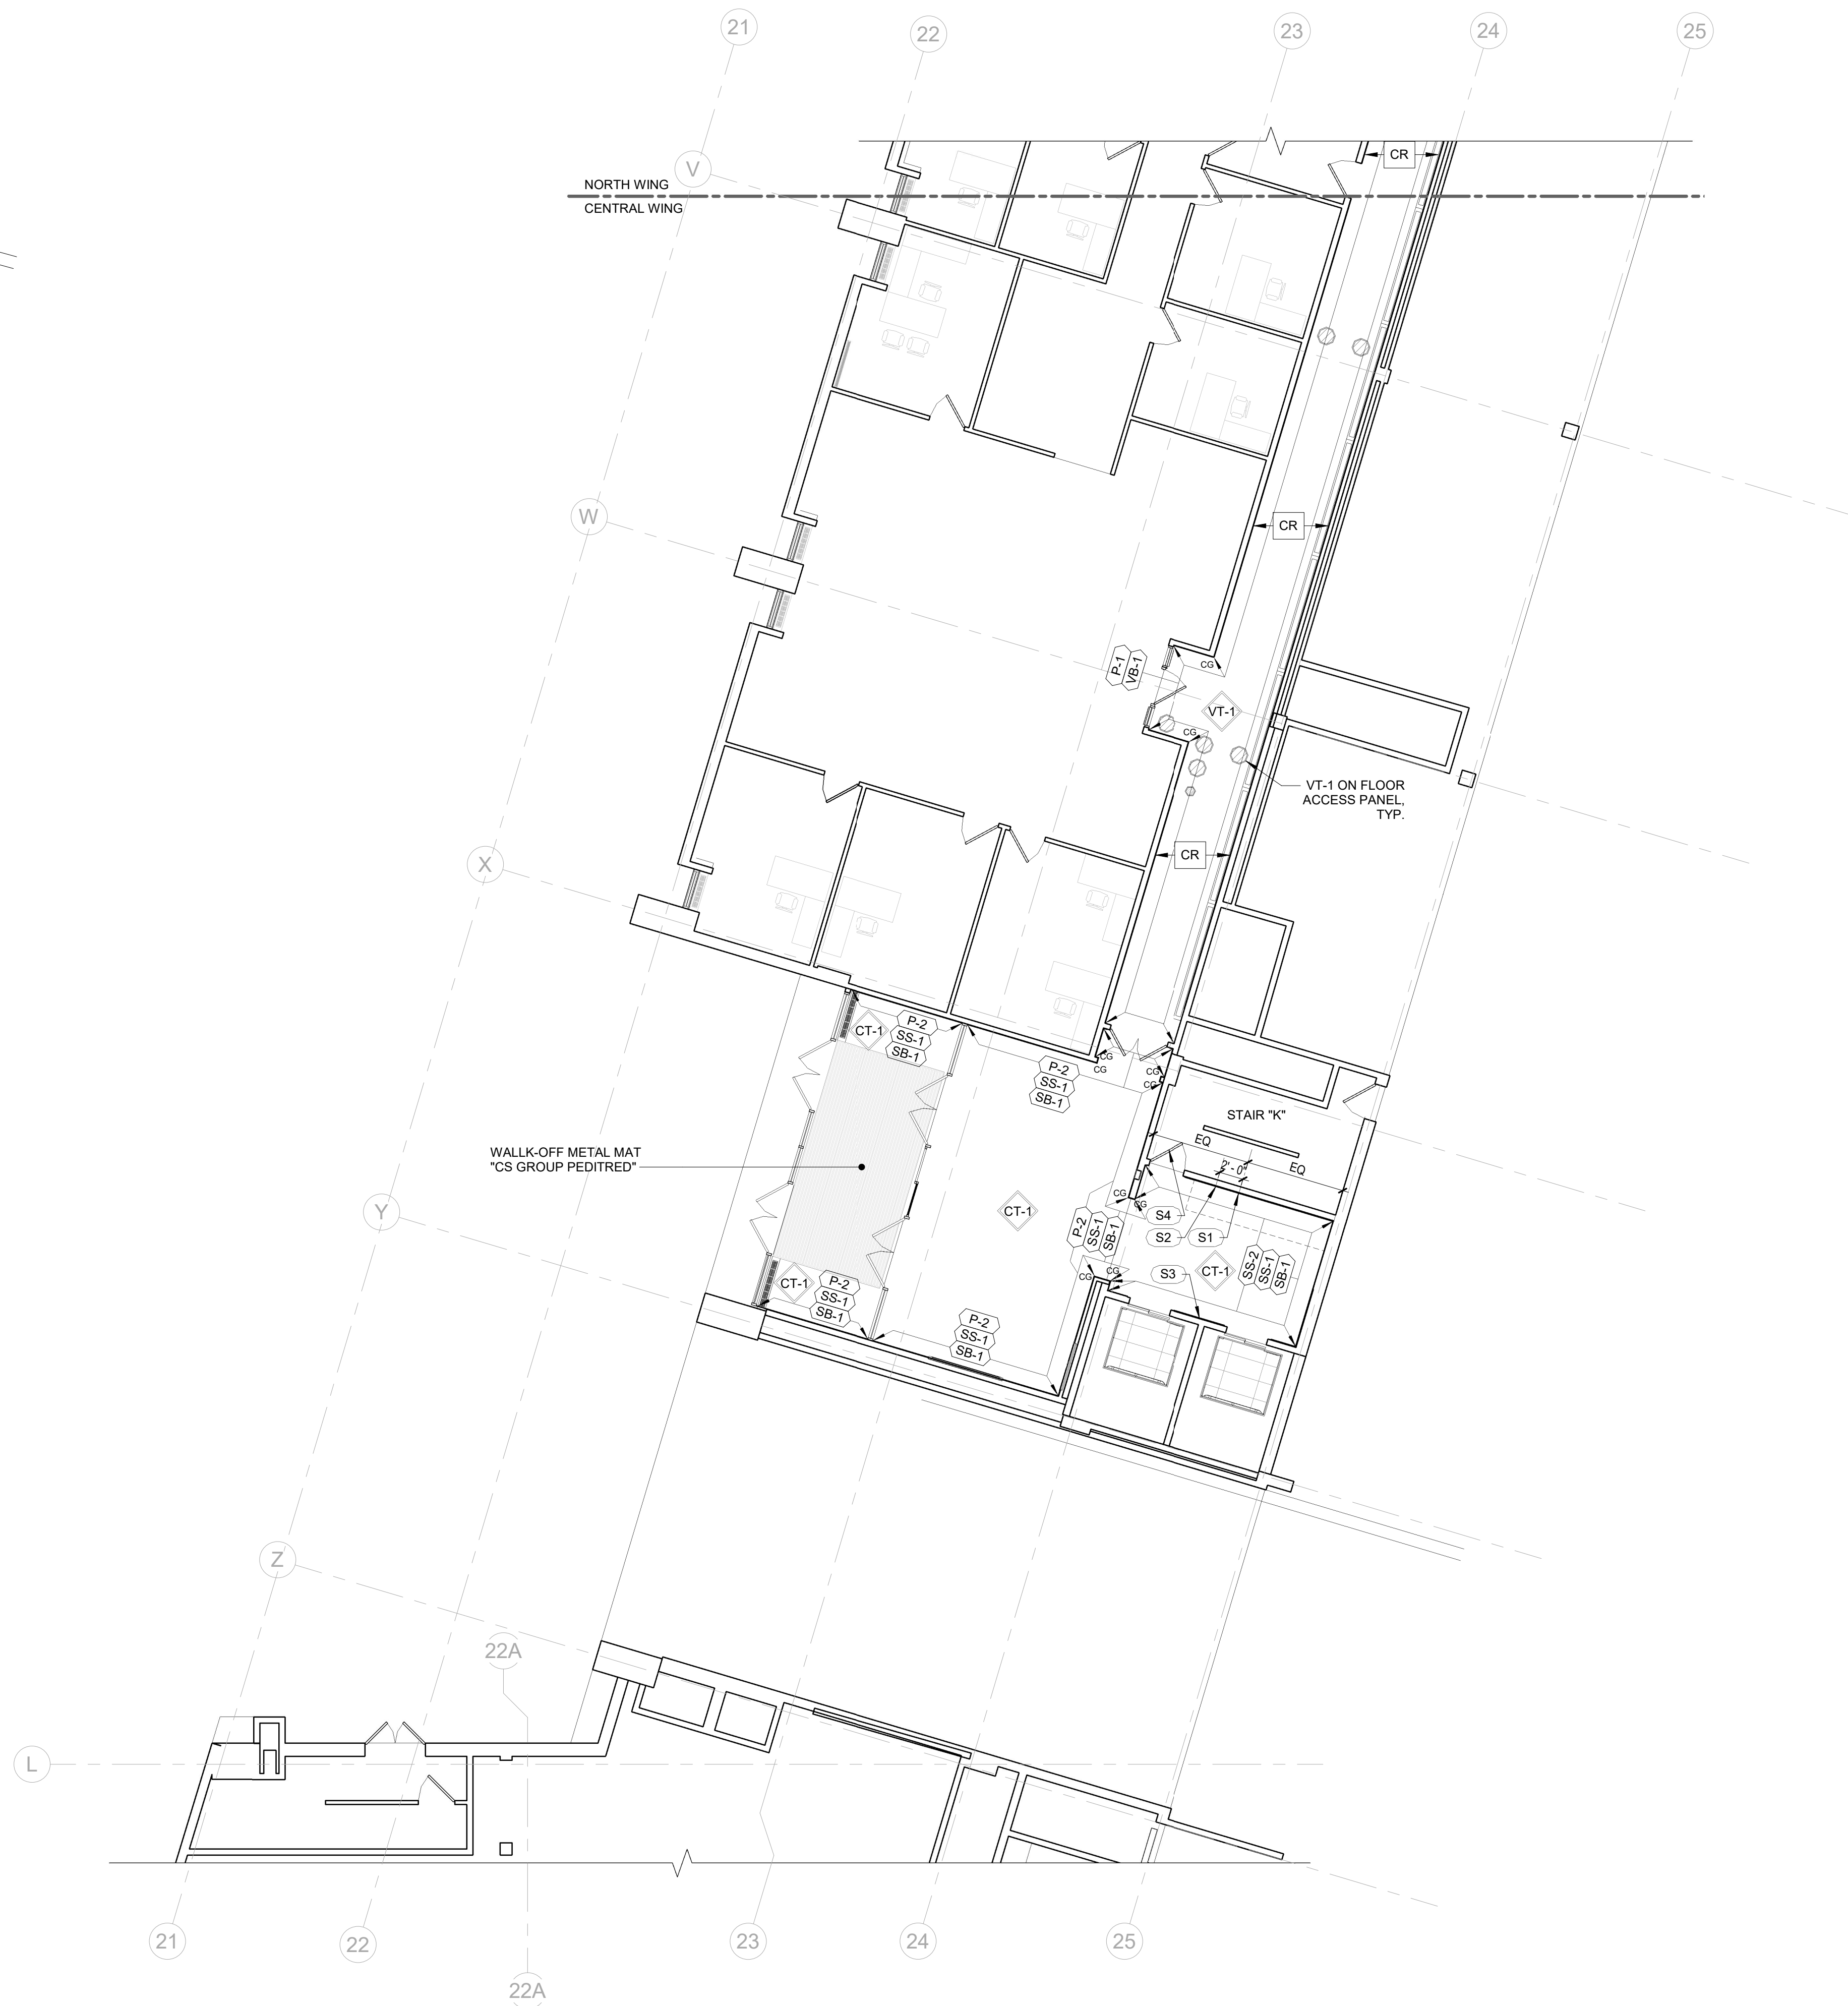 21
22
23
24
25
V
NORTH WING
CENTRAL WING
CR
W
CR
P-1
VB-1
CG
VT-1
CG
VT-1 ON FLOOR
ACCESS PANEL,
TYP.
X
CR
CT-1
P-2
SS-1
SB-1
P-2
SS-1
SB-1
CG
CG
CG
CG
STAIR "K"
EQ
EQ
2' - 0"
WALLK-OFF METAL MAT
"CS GROUP PEDITRED"
CG
CG
S4
S2
S1
CT-1
Y
P-2
SS-1
SB-1
SS-2
SS-1
SB-1
CT-1
S3
CG
CG
CT-1
P-2
SS-1
SB-1
P-2
SS-1
SB-1
Z
22A
L
21
22
23
24
25
22A